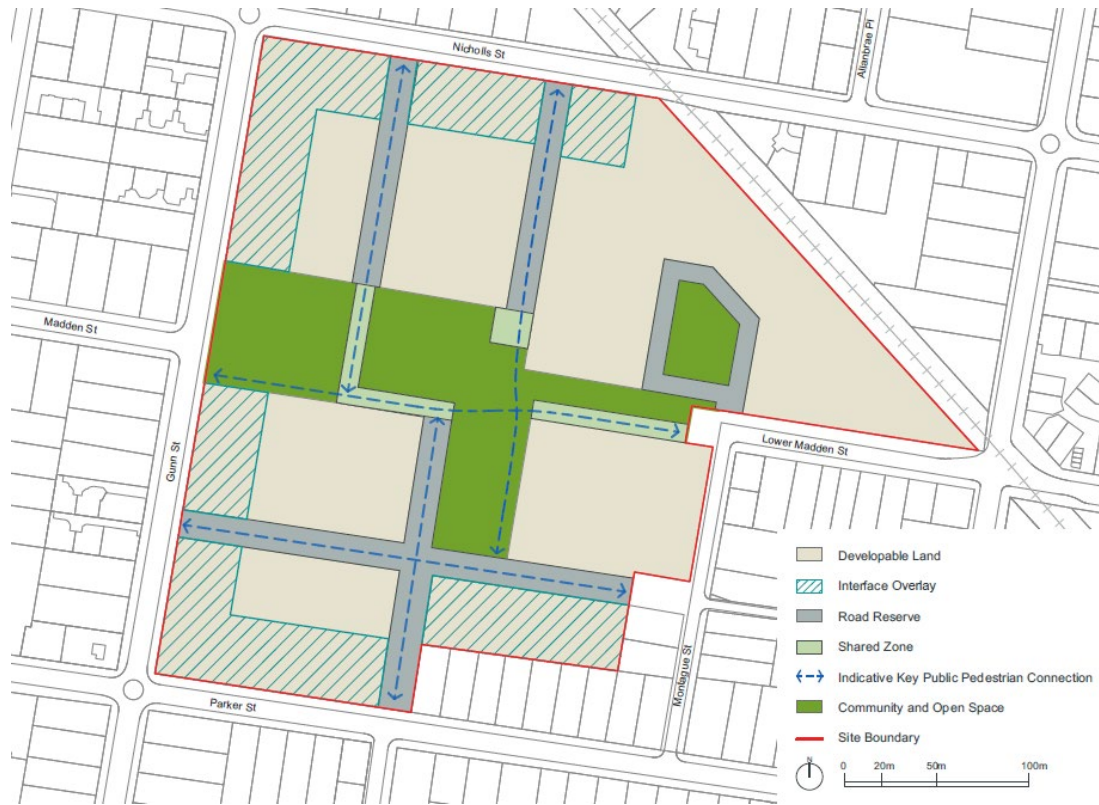 Nicholls St
Allanbrae Pl
Madden St
Gunn St
Lower Madden St
Montague St
Parker St
Developable Land
Interface Overlay
Road Reserve
Shared Zone
Indicative Key Public Pedestrian Connection
Community and Open Space
Site Boundary
N
0 20m 50m 100m